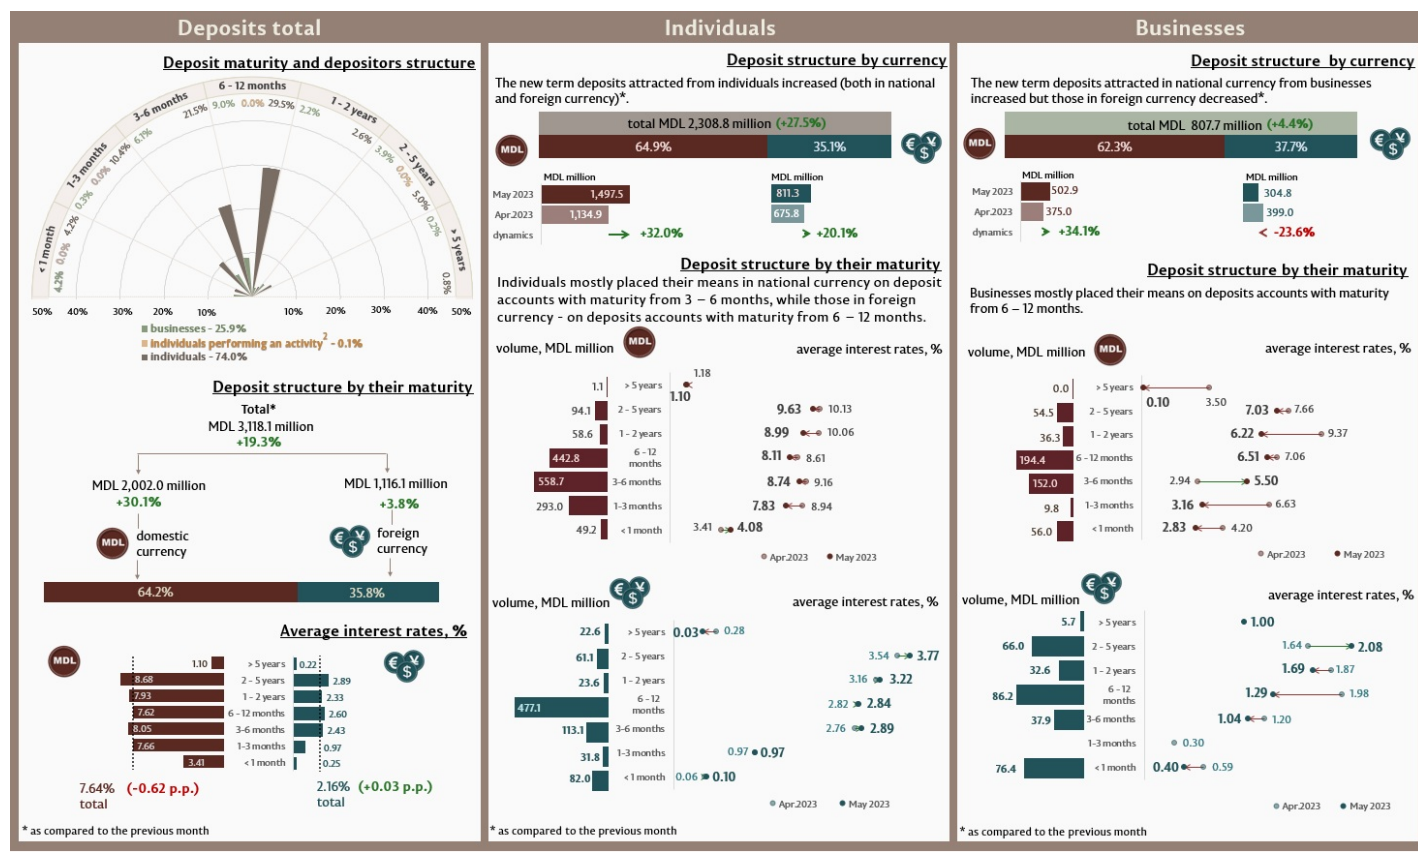 Deposits total
Deposit maturity and depositors structure
6 - 12 months
3-6 months
1 - 2 years
1-3 months
2 - 5 years
< 1 month
> 5 years
4.2% 0.0% 4.2%
0.3% 0.0% 10.4%
6.1% 21.5%
9.0% 0.0% 29.5%
2.2% 2.6%
3.9% 0.0% 5.0%
0.2% 0.8%
50% 40% 30% 10% 10% 20% 30% 40% 50%
businesses - 25.9%
individuals performing an activity2 - 0.1%
individuals - 74.0%
Deposit structure by their maturity
Total*
MDL 3,118.1 million
+19.3%
MDL 2,002.0 million
+30.1%
MDL 1,116.1 million
+3.8%
MDL domestic currency
€ ¥ $ foreign currency
64.2% 35.8%
Average interest rates, %
MDL
€ ¥ $
1.10 > 5 years 0.22
8.68 2 - 5 years 2.89
7.93 1 - 2 years 2.33
7.62 6 - 12 months 2.60
8.05 3-6 months 2.43
7.66 1-3 months 0.97
3.41 < 1 month 0.25
7.64% (-0.62 p.p.)
total
2.16% (+0.03 p.p.)
total
* as compared to the previous month
Individuals
Deposit structure by currency
The new term deposits attracted from individuals increased (both in national
and foreign currency)*.
total MDL 2,308.8 million (+27.5%)
MDL 64.9% 35.1% € ¥ $
MDL million MDL million
May 2023 1,497.5 811.3
Apr.2023 1,134.9 675.8
dynamics +32.0% +20.1%
Deposit structure by their maturity
Individuals mostly placed their means in national currency on deposit
accounts with maturity from 3 – 6 months, while those in foreign
currency - on deposits accounts with maturity from 6 – 12 months.
volume, MDL million MDL average interest rates, %
1.1 > 5 years 1.10 1.18
94.1 2 - 5 years 9.63 10.13
58.6 1 - 2 years 8.99 10.06
442.8 6 - 12 months 8.11 8.61
558.7 3-6 months 8.74 9.16
293.0 1-3 months 7.83 8.94
49.2 < 1 month 3.41 4.08
Apr.2023 May 2023
volume, MDL million € ¥ $ average interest rates, %
22.6 > 5 years 0.03 0.28
61.1 2 - 5 years 3.54 3.77
23.6 1 - 2 years 3.16 3.22
477.1 6 - 12 months 2.82 2.84
113.1 3-6 months 2.76 2.89
31.8 1-3 months 0.97 0.97
82.0 < 1 month 0.06 0.10
Apr.2023 May 2023
* as compared to the previous month
Businesses
Deposit structure by currency
The new term deposits attracted in national currency from businesses
increased but those in foreign currency decreased*.
total MDL 807.7 million (+4.4%)
MDL 62.3% 37.7% € ¥ $
MDL million MDL million
May 2023 502.9 304.8
Apr.2023 375.0 399.0
dynamics +34.1% -23.6%
Deposit structure by their maturity
Businesses mostly placed their means on deposits accounts with maturity
from 6 – 12 months.
volume, MDL million MDL average interest rates, %
0.0 > 5 years 0.10 3.50
54.5 2 - 5 years 7.03 7.66
36.3 1 - 2 years 6.22 9.37
194.4 6 - 12 months 6.51 7.06
152.0 3-6 months 2.94 5.50
9.8 1-3 months 3.16 6.63
56.0 < 1 month 2.83 4.20
Apr.2023 May 2023
volume, MDL million € ¥ $ average interest rates, %
5.7 > 5 years 1.00
66.0 2 - 5 years 1.64 2.08
32.6 1 - 2 years 1.69 1.87
86.2 6 - 12 months 1.29 1.98
37.9 3-6 months 1.04 1.20
1-3 months 0.30
76.4 < 1 month 0.40 0.59
Apr.2023 May 2023
* as compared to the previous month